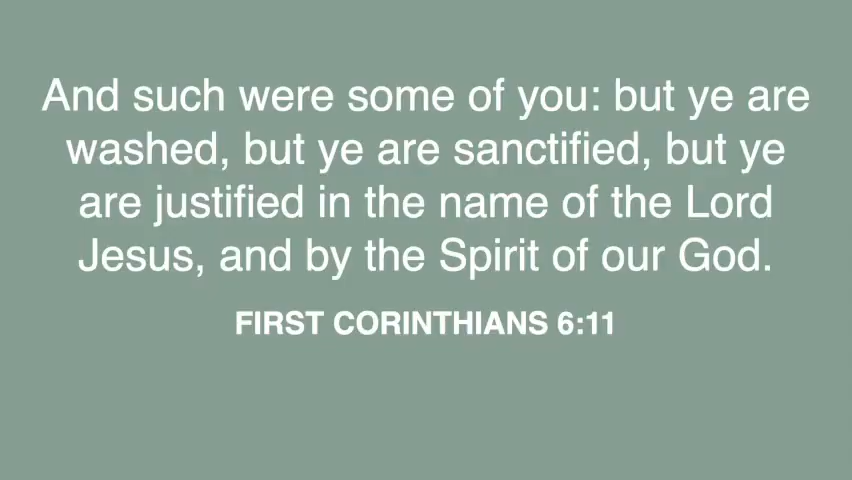 And such were some of you: but ye are
washed, but ye are sanctified, but ye
are justified in the name of the Lord
Jesus, and by the Spirit of our God.
FIRST CORINTHIANS 6:11